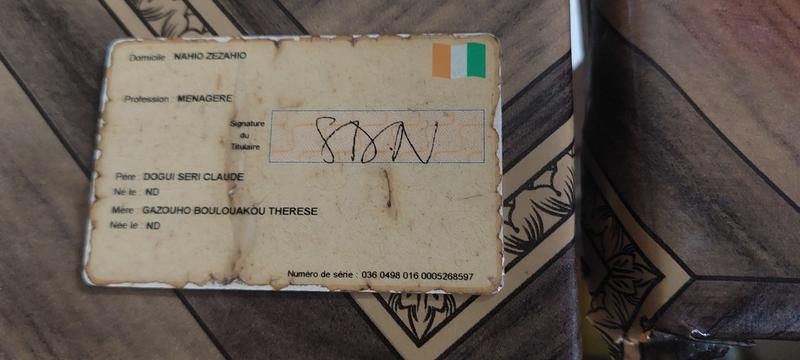 Domicile : NAHIO ZEZAHIO
Profession : MENAGERE
Signature
du
Titulaire
Père : DOGUI SERI CLAUDE
Né le : ND
Mère : GAZOUHO BOULOUAKOU THERESE
Née le : ND
Numéro de série : 036 0498 016 0005268597